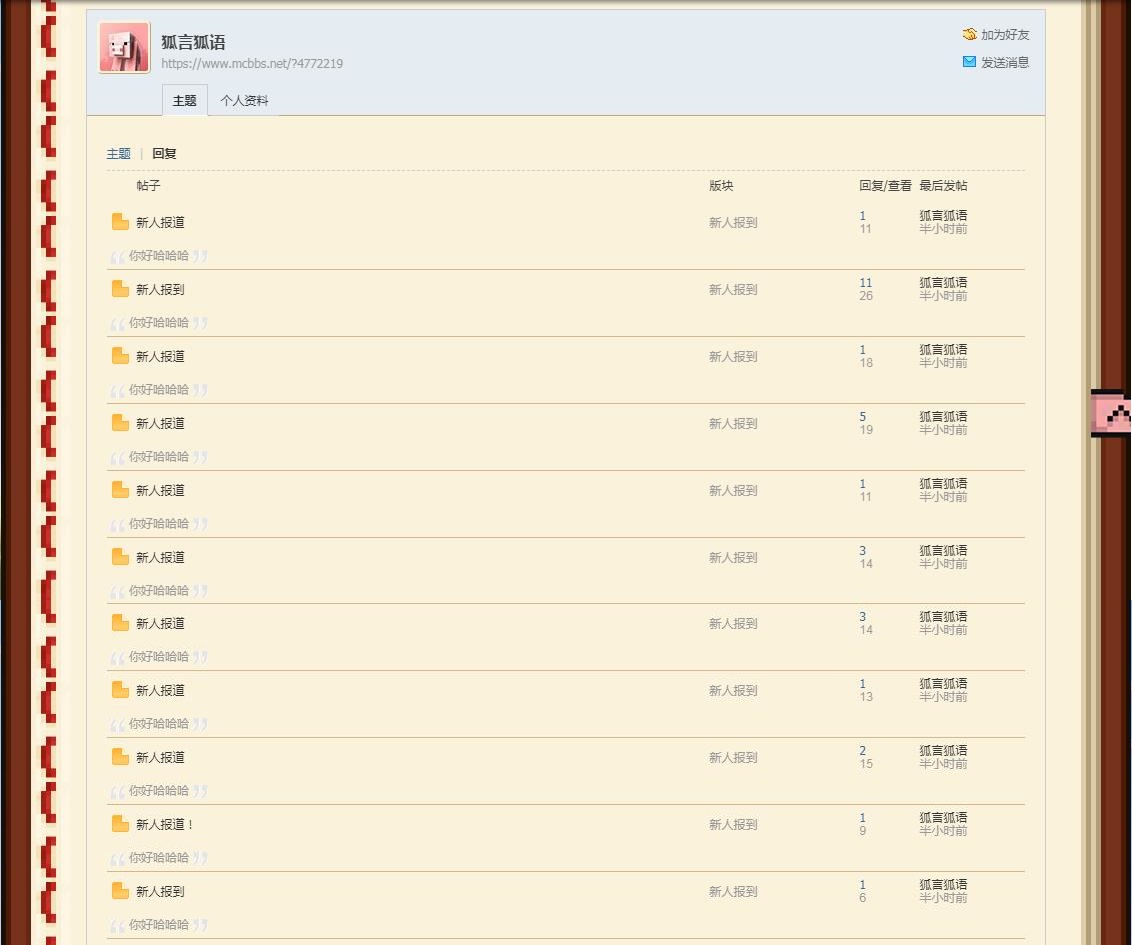 狐言狐语
https://www.mcbbs.net/?4772219
加为好友
发送消息
主题 个人资料
主题 | 回复
帖子 版块 回复/查看 最后发帖
新人报道 新人报到 1 狐言狐语
11 半小时前
你好哈哈哈
新人报到 新人报到 11 狐言狐语
26 半小时前
你好哈哈哈
新人报道 新人报到 1 狐言狐语
18 半小时前
你好哈哈哈
新人报道 新人报到 5 狐言狐语
19 半小时前
你好哈哈哈
新人报道 新人报到 1 狐言狐语
11 半小时前
你好哈哈哈
新人报道 新人报到 3 狐言狐语
14 半小时前
你好哈哈哈
新人报道 新人报到 3 狐言狐语
14 半小时前
你好哈哈哈
新人报道 新人报到 1 狐言狐语
13 半小时前
你好哈哈哈
新人报道 新人报到 2 狐言狐语
15 半小时前
你好哈哈哈
新人报道！ 新人报到 1 狐言狐语
9 半小时前
你好哈哈哈
新人报到 新人报到 1 狐言狐语
6 半小时前
你好哈哈哈